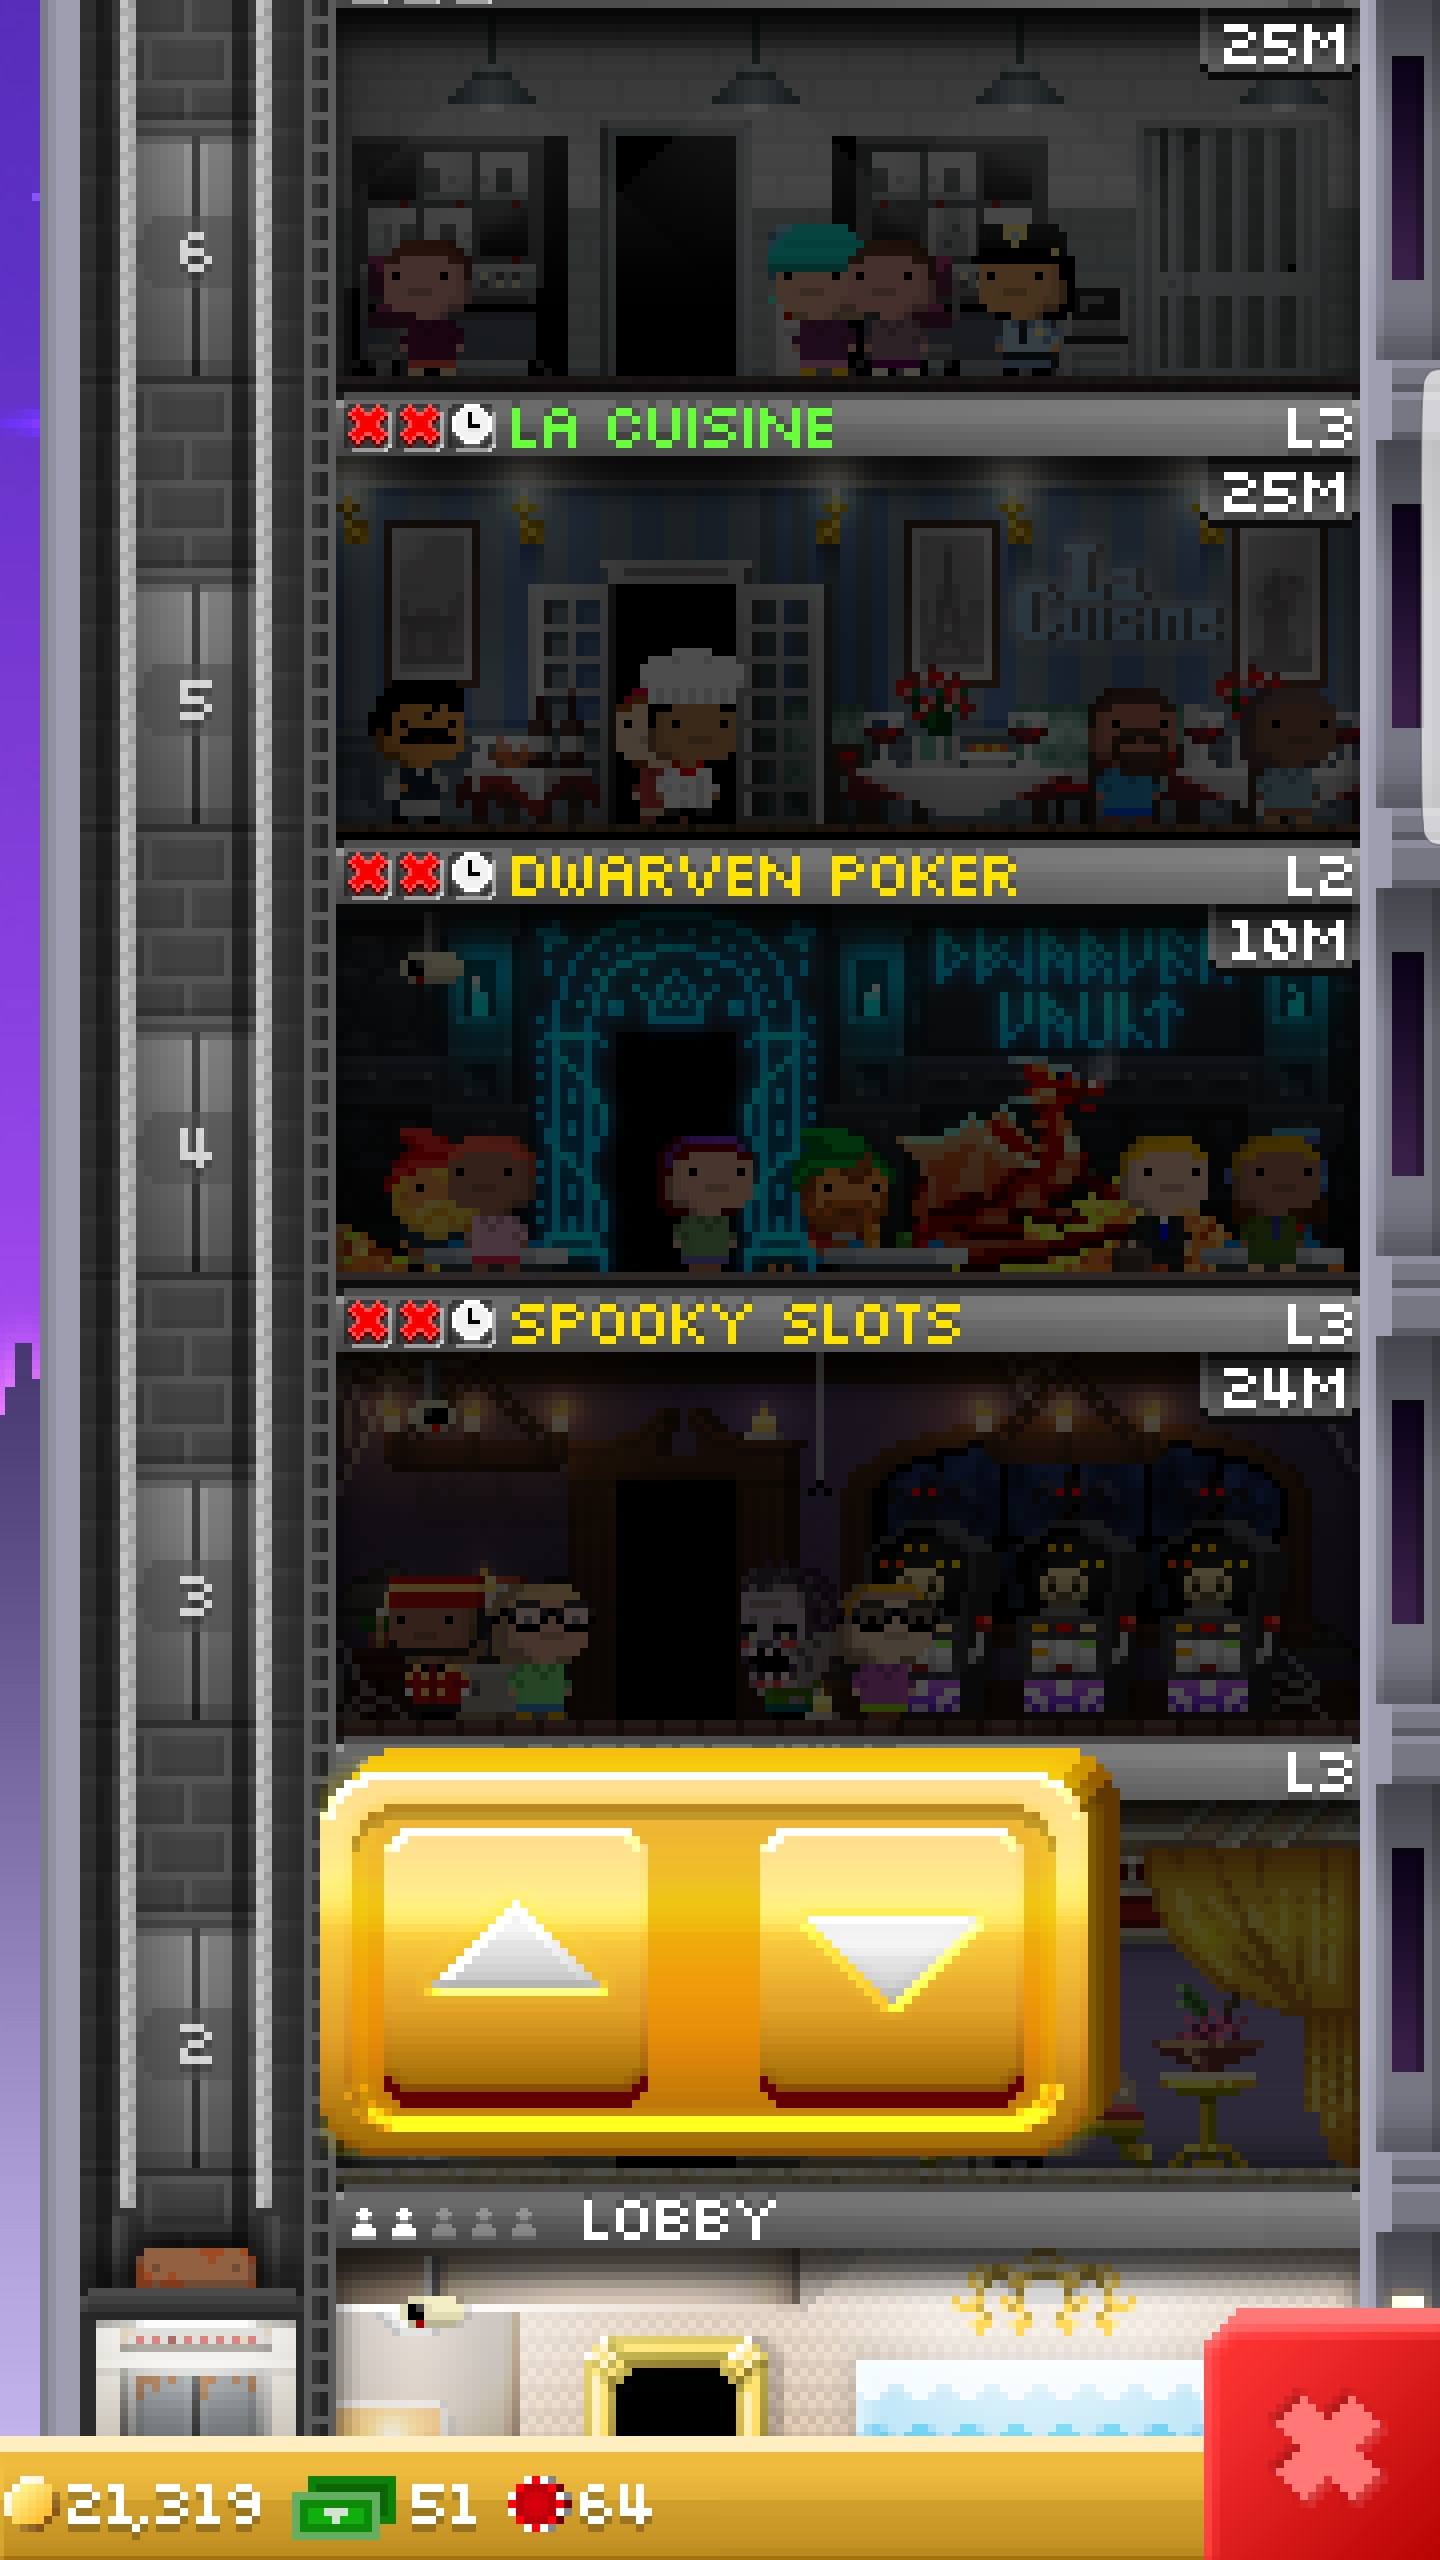 25M
6
LA CUISINE L3
25M
La
Cuisine
5
DWARVEN POKER L2
10M
DWARVEN
VAULT
4
SPOOKY SLOTS L3
24M
3
L3
2
LOBBY
21,319 51 64